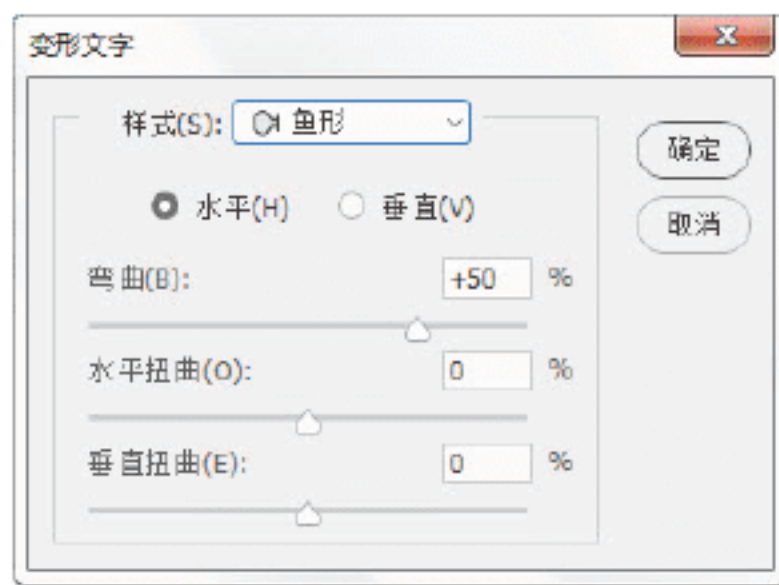 变形文字
样式(S): 鱼形
确定
水平(H) 垂直(V)
取消
弯曲(B): +50 %
水平扭曲(O): 0 %
垂直扭曲(E): 0 %